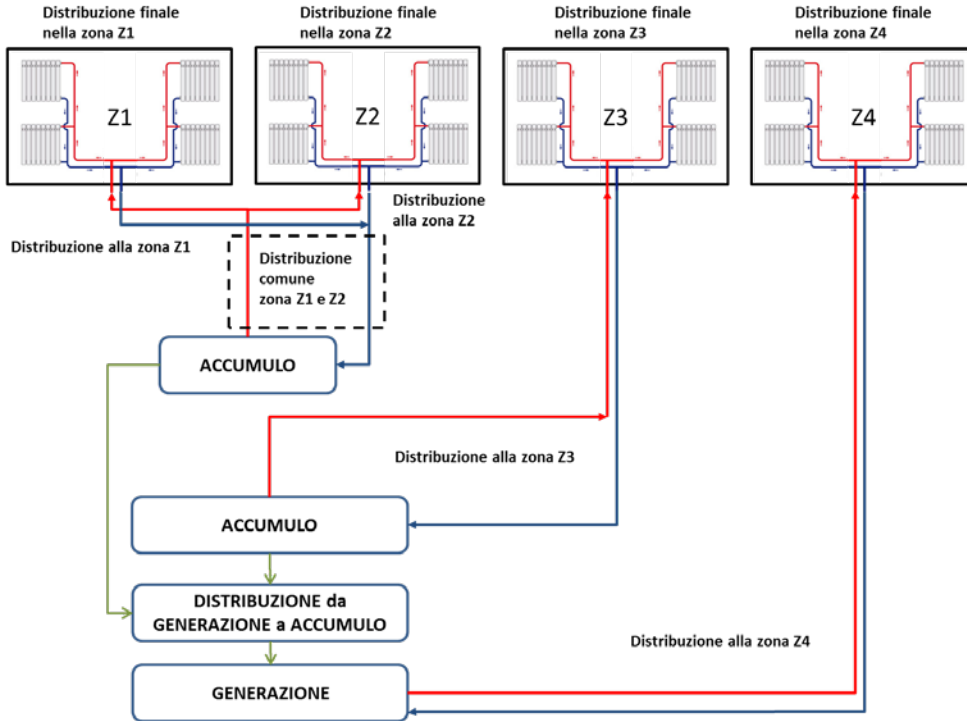 Distribuzione finale
nella zona Z1
Distribuzione finale
nella zona Z2
Distribuzione finale
nella zona Z3
Distribuzione finale
nella zona Z4
Z1
Z2
Z3
Z4
Distribuzione
alla zona Z2
Distribuzione alla zona Z1
Distribuzione
comune
zona Z1 e Z2
ACCUMULO
Distribuzione alla zona Z3
ACCUMULO
DISTRIBUZIONE da
GENERAZIONE a ACCUMULO
Distribuzione alla zona Z4
GENERAZIONE